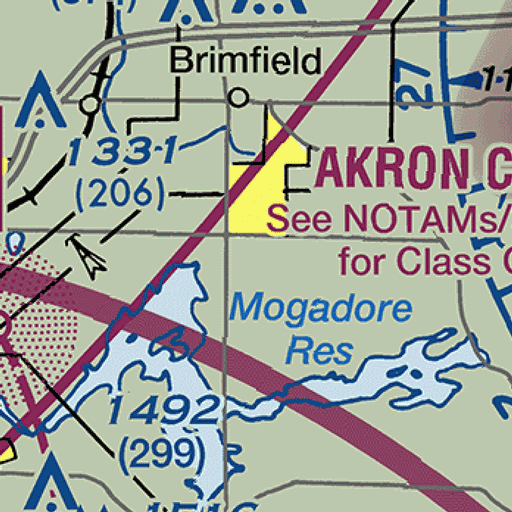 Brimfield
27
1331
(206)
AKRON C
See NOTAMs/
for Class
Mogadore
Res
1492
(299)